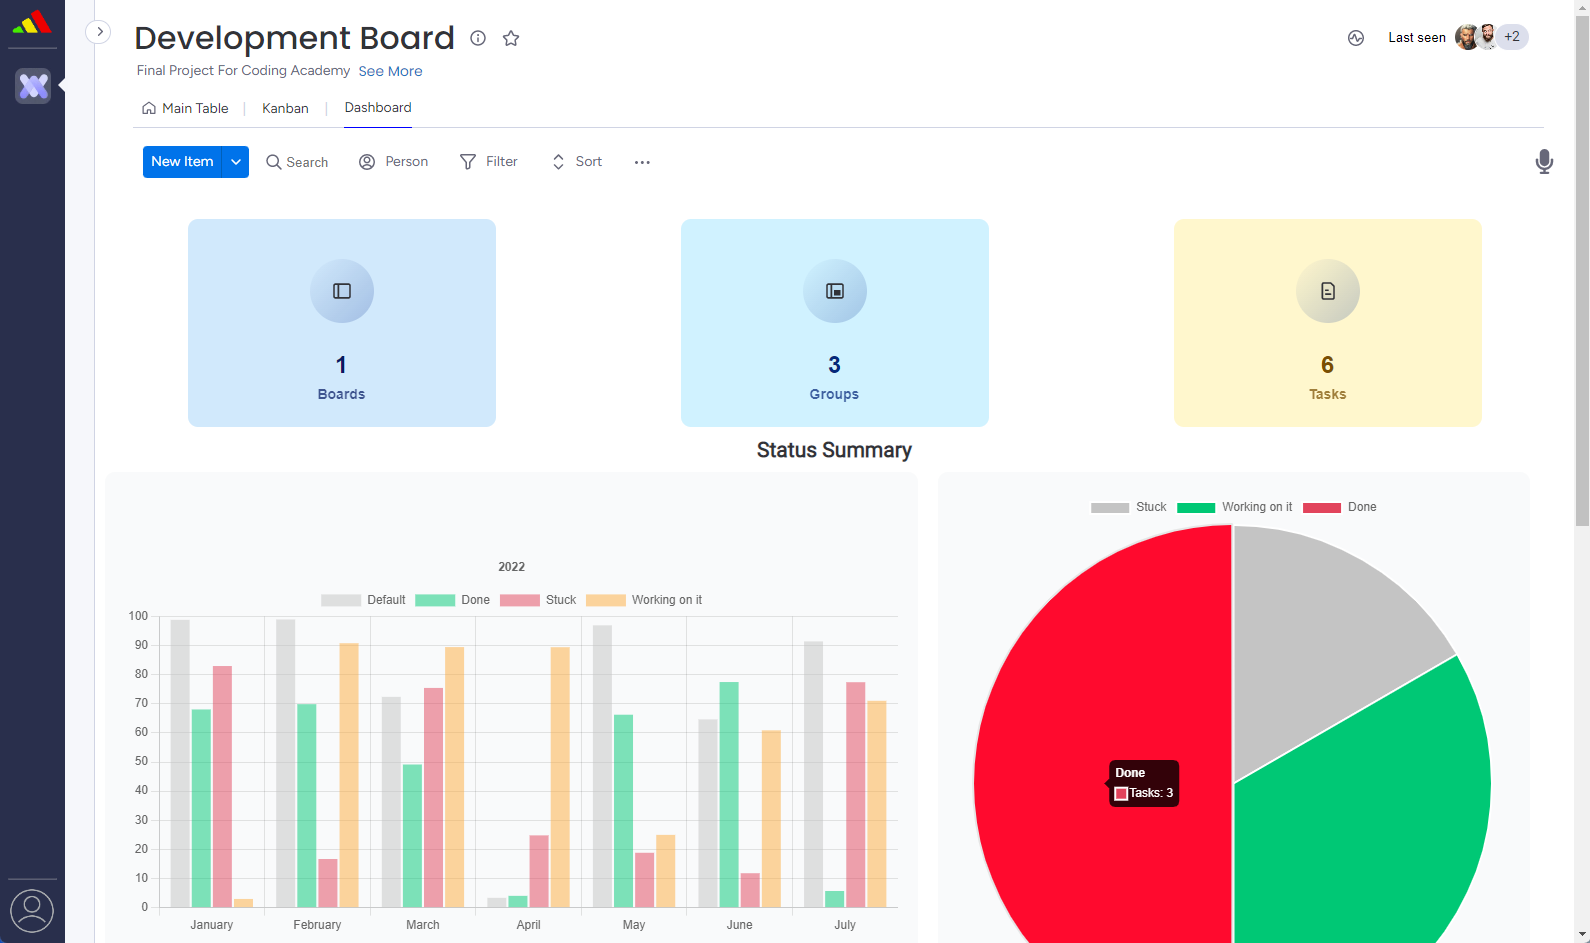 Development Board
Last seen
+2
Final Project For Coding Academy See More
Main Table | Kanban | Dashboard
New Item Search Person Filter Sort
1
Boards
3
Groups
6
Tasks
Status Summary
2022
Default Done Stuck Working on it
100
90
80
70
60
50
40
30
20
10
0
January February March April May June July
Stuck Working on it Done
Done
Tasks: 3